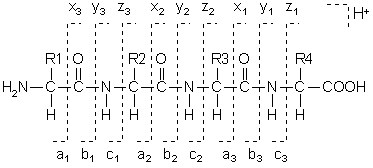 x3 y3 z3 x2 y2 z2 x1 y1 z1 H+
R1 O R2 O R3 O R4
H2N C C N C C N C C N C COOH
H H H H H H H
a1 b1 c1 a2 b2 c2 a3 b3 c3